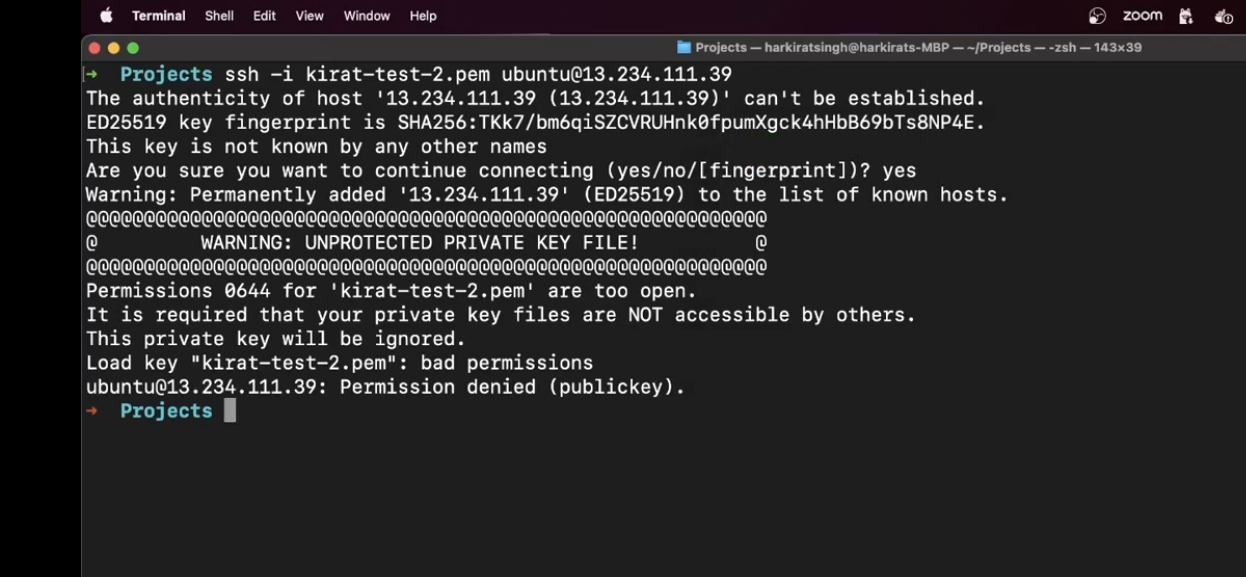 Terminal Shell Edit View Window Help zoom
Projects — harkiratsingh@harkirats-MBP — ~/Projects — -zsh — 143×39
[→ Projects ssh -i kirat-test-2.pem ubuntu@13.234.111.39
The authenticity of host '13.234.111.39 (13.234.111.39)' can't be established.
ED25519 key fingerprint is SHA256:TKk7/bm6qiSZCVRUHnk0fpumXgck4hHbB69bTs8NP4E.
This key is not known by any other names
Are you sure you want to continue connecting (yes/no/[fingerprint])? yes
Warning: Permanently added '13.234.111.39' (ED25519) to the list of known hosts.
@@@@@@@@@@@@@@@@@@@@@@@@@@@@@@@@@@@@@@@@@@@@@@@@@@@@@@@@@@@
@         WARNING: UNPROTECTED PRIVATE KEY FILE!          @
@@@@@@@@@@@@@@@@@@@@@@@@@@@@@@@@@@@@@@@@@@@@@@@@@@@@@@@@@@@
Permissions 0644 for 'kirat-test-2.pem' are too open.
It is required that your private key files are NOT accessible by others.
This private key will be ignored.
Load key "kirat-test-2.pem": bad permissions
ubuntu@13.234.111.39: Permission denied (publickey).
→ Projects